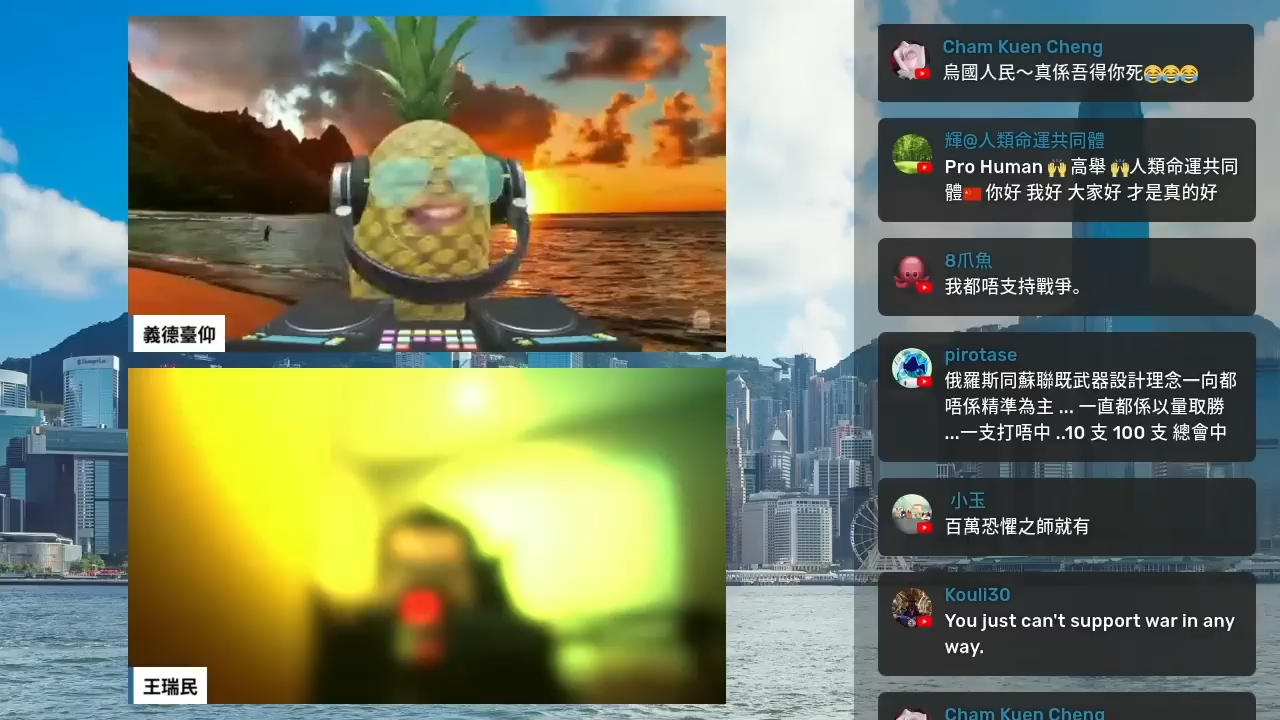 義德臺仰
王瑞民
Cham Kuen Cheng
烏國人民～真係吾得你死😂😂😂
輝@人類命運共同體
Pro Human 🙌 高舉 🙌人類命運共同
體🇨🇳 你好 我好 大家好 才是真的好
8爪魚
我都唔支持戰爭。
pirotase
俄羅斯同蘇聯既武器設計理念一向都
唔係精準為主 ... 一直都係以量取勝
...一支打唔中 ..10 支 100 支 總會中
小玉
百萬恐懼之師就有
Kouli30
You just can't support war in any
way.
Cham Kuen Cheng